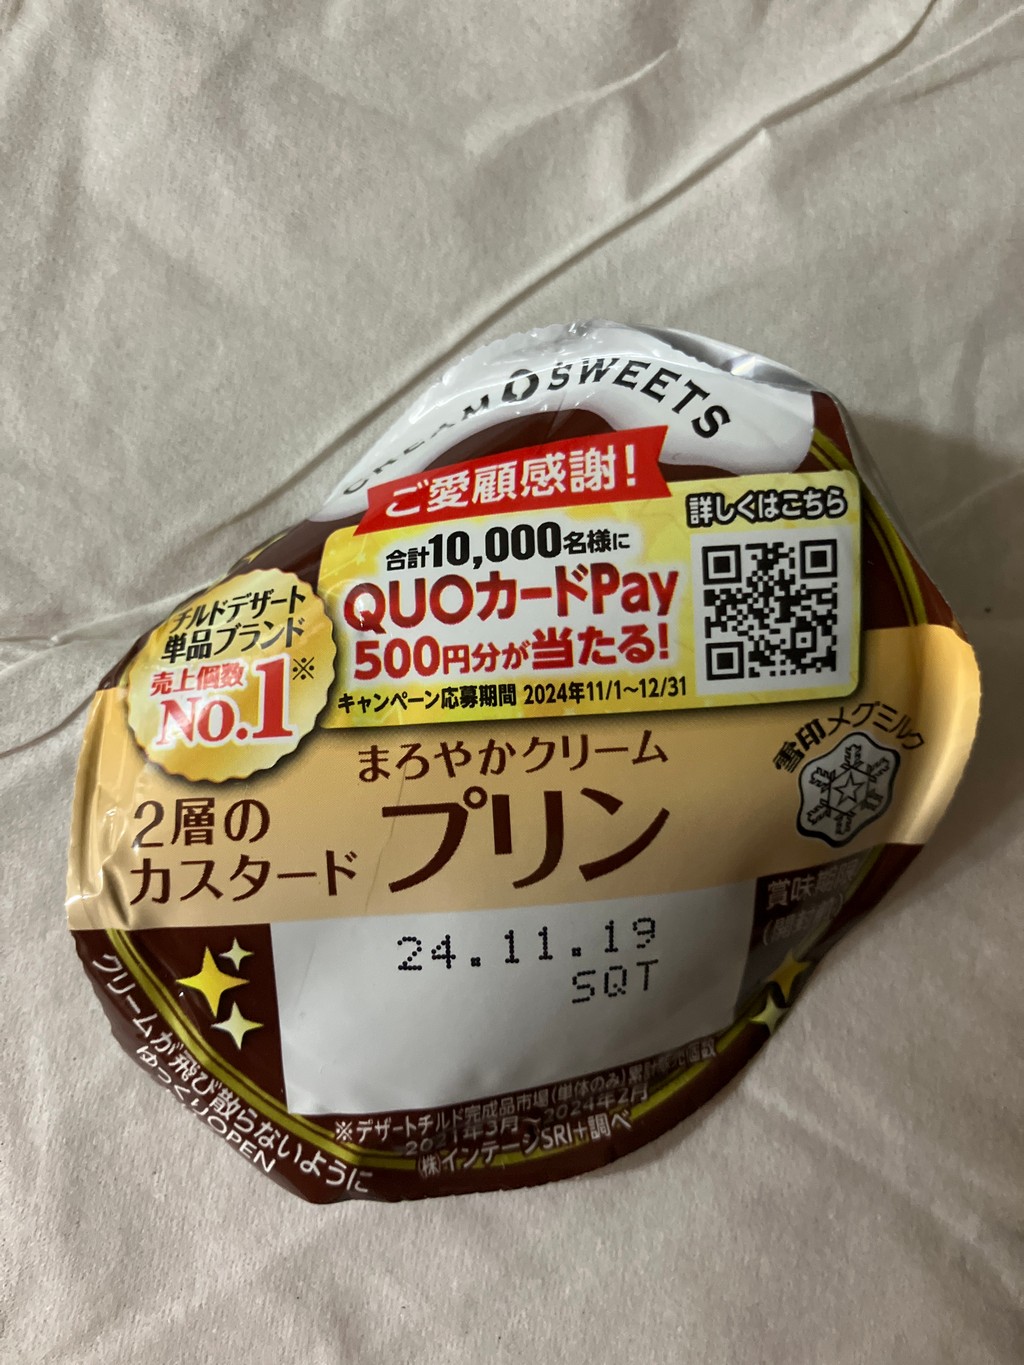 CREAM SWEETS
ご愛顧感謝!
合計10,000名様に
QUOカードPay
500円分が当たる!
キャンペーン応募期間 2024年11/1~12/31
詳しくはこちら
チルドデザート
単品ブランド
売上個数
No.1※
まろやかクリーム
2層の
カスタード
プリン
雪印メグミルク
賞味期限
(開封前)
24.11.19
SQT
クリームが飛び散らないように
ゆっくりOPEN
※デザートチルド完成品市場(単体のみ)累計販売個数
2021年3月~2024年2月
(株)インテージSRI+調べ